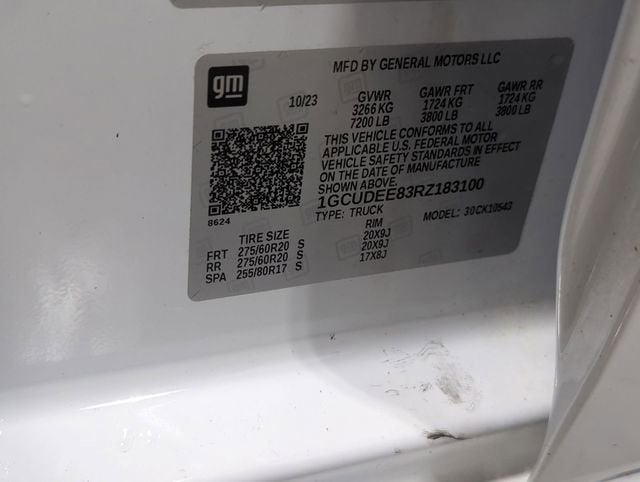 gm
MFD BY GENERAL MOTORS LLC
10/23 GVWR GAWR FRT GAWR RR
3266 KG 1724 KG 1724 KG
7200 LB 3800 LB 3800 LB
THIS VEHICLE CONFORMS TO ALL
APPLICABLE U.S. FEDERAL MOTOR
VEHICLE SAFETY STANDARDS IN EFFECT
ON THE DATE OF MANUFACTURE
SHOWN ABOVE.
1GCUDEE83RZ183100
8624
TYPE: TRUCK MODEL: 30CK10543
TIRE SIZE RIM
FRT 275/60R20 S 20X9J
RR 275/60R20 S 20X9J
SPA 255/80R17 S 17X8J